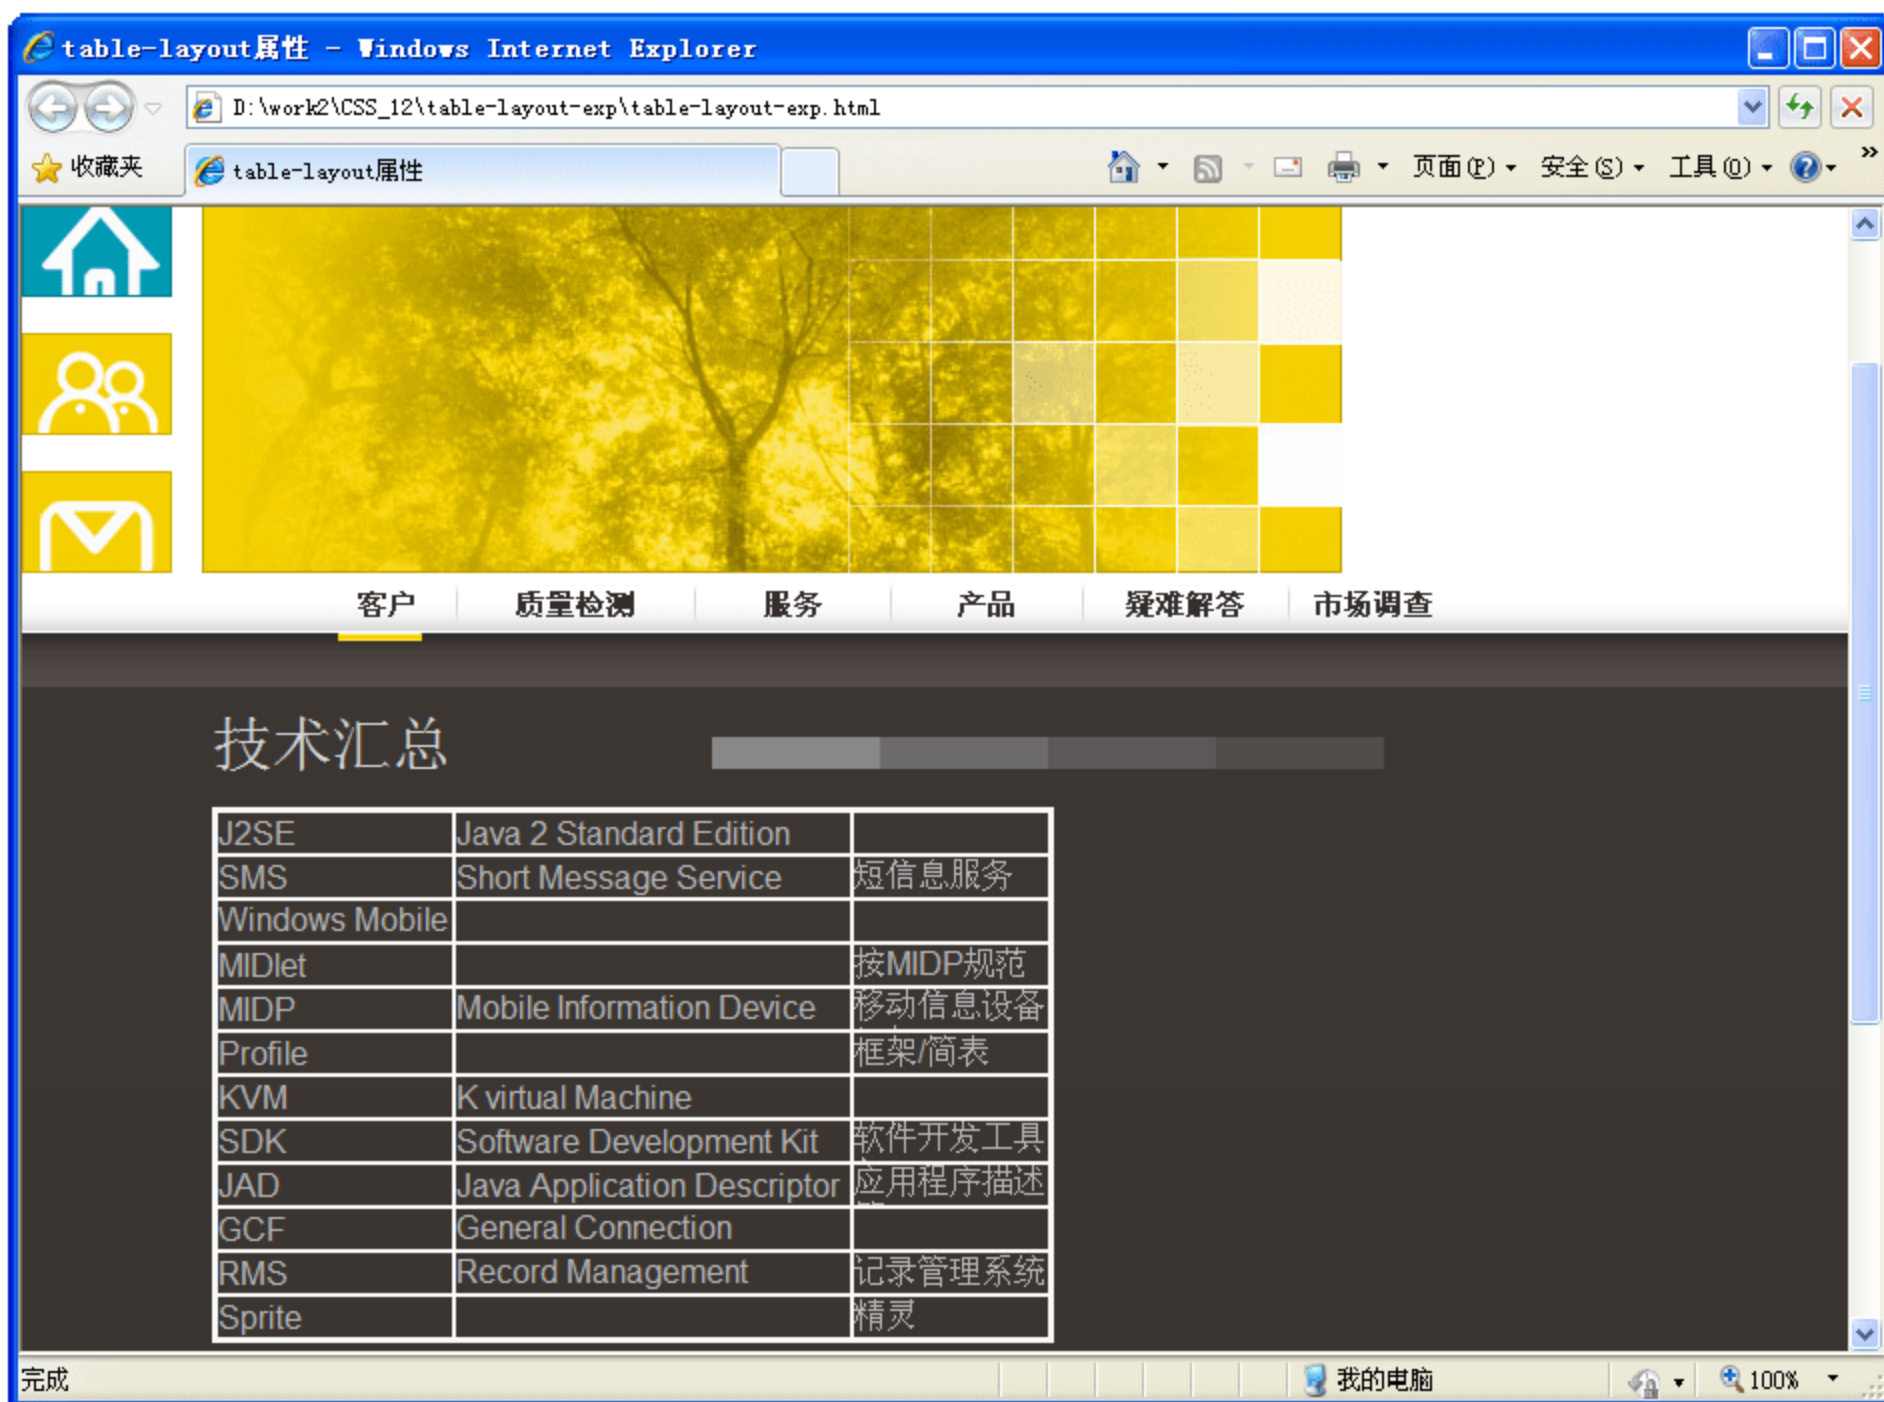 table-layout属性 - Windows Internet Explorer
D:\work2\CSS_12\table-layout-exp\table-layout-exp.html
收藏夹 table-layout属性 页面(P) 安全(S) 工具(O) »
客户 质量检测 服务 产品 疑难解答 市场调查
技术汇总
J2SE Java 2 Standard Edition
SMS Short Message Service 短信息服务
Windows Mobile
MIDlet 按MIDP规范
MIDP Mobile Information Device 移动信息设备
Profile 框架/简表
KVM K virtual Machine
SDK Software Development Kit 软件开发工具
JAD Java Application Descriptor 应用程序描述
GCF General Connection
RMS Record Management 记录管理系统
Sprite 精灵
完成 我的电脑 100%